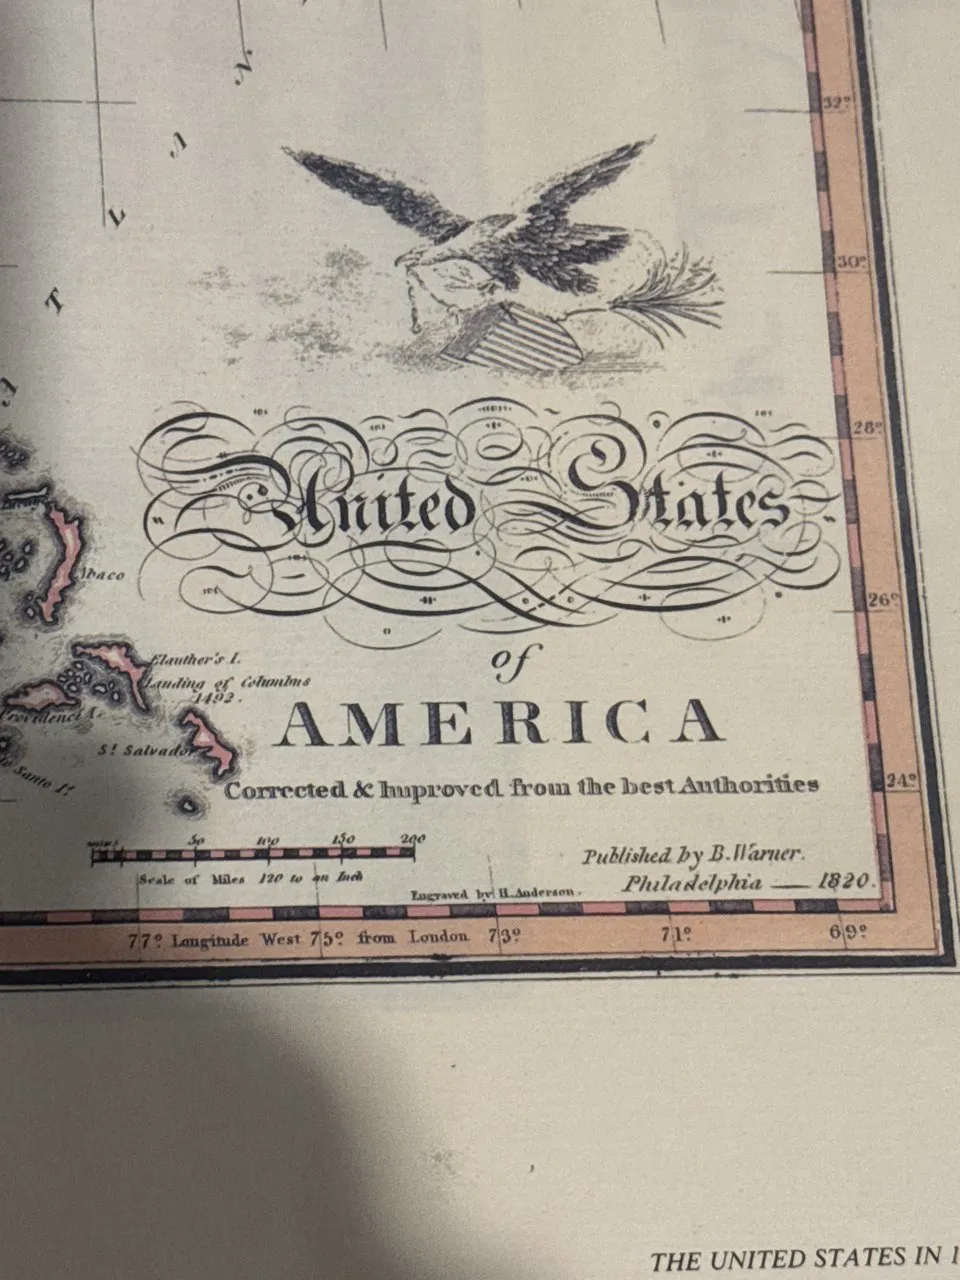 N
A
L
T
32°
30°
28°
26°
24°
United States
of
AMERICA
Abaco
Elauther's I.
Landing of Columbus
1492.
Providence I.
St. Salvador
Corrected & Improved from the best Authorities
50 100 150 200
Scale of Miles 120 to an Inch
Published by B. Warner.
Philadelphia — 1820.
Engraved by H. Anderson.
77° Longitude West 75° from London 73° 71° 69°
THE UNITED STATES IN 1